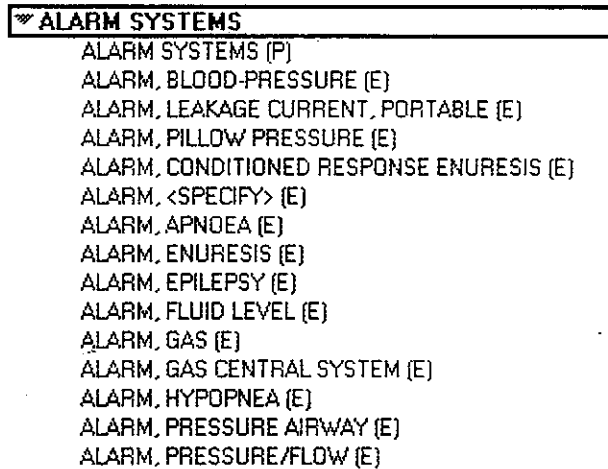 ALARM SYSTEMS
ALARM SYSTEMS (P)
ALARM, BLOOD-PRESSURE (E)
ALARM, LEAKAGE CURRENT, PORTABLE (E)
ALARM, PILLOW PRESSURE (E)
ALARM, CONDITIONED RESPONSE ENURESIS (E)
ALARM, <SPECIFY> (E)
ALARM, APNOEA (E)
ALARM, ENURESIS (E)
ALARM, EPILEPSY (E)
ALARM, FLUID LEVEL (E)
ALARM, GAS (E)
ALARM, GAS CENTRAL SYSTEM (E)
ALARM, HYPOPNEA (E)
ALARM, PRESSURE AIRWAY (E)
ALARM, PRESSURE/FLOW (E)